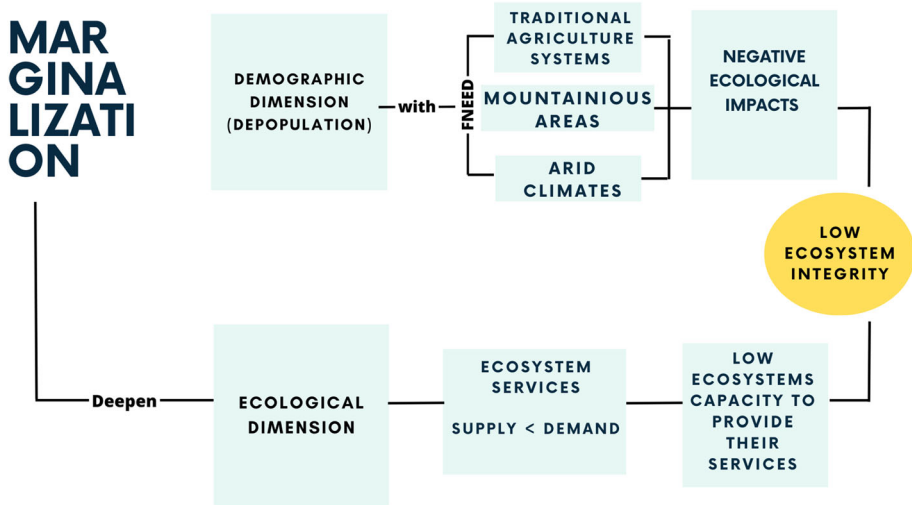 MAR
GINA
LIZATI
ON
DEMOGRAPHIC
DIMENSION
(DEPOPULATION)
with
FNEED
TRADITIONAL
AGRICULTURE
SYSTEMS
MOUNTAINIOUS
AREAS
ARID
CLIMATES
NEGATIVE
ECOLOGICAL
IMPACTS
LOW
ECOSYSTEM
INTEGRITY
LOW
ECOSYSTEMS
CAPACITY TO
PROVIDE
THEIR
SERVICES
ECOSYSTEM
SERVICES
SUPPLY < DEMAND
ECOLOGICAL
DIMENSION
Deepen